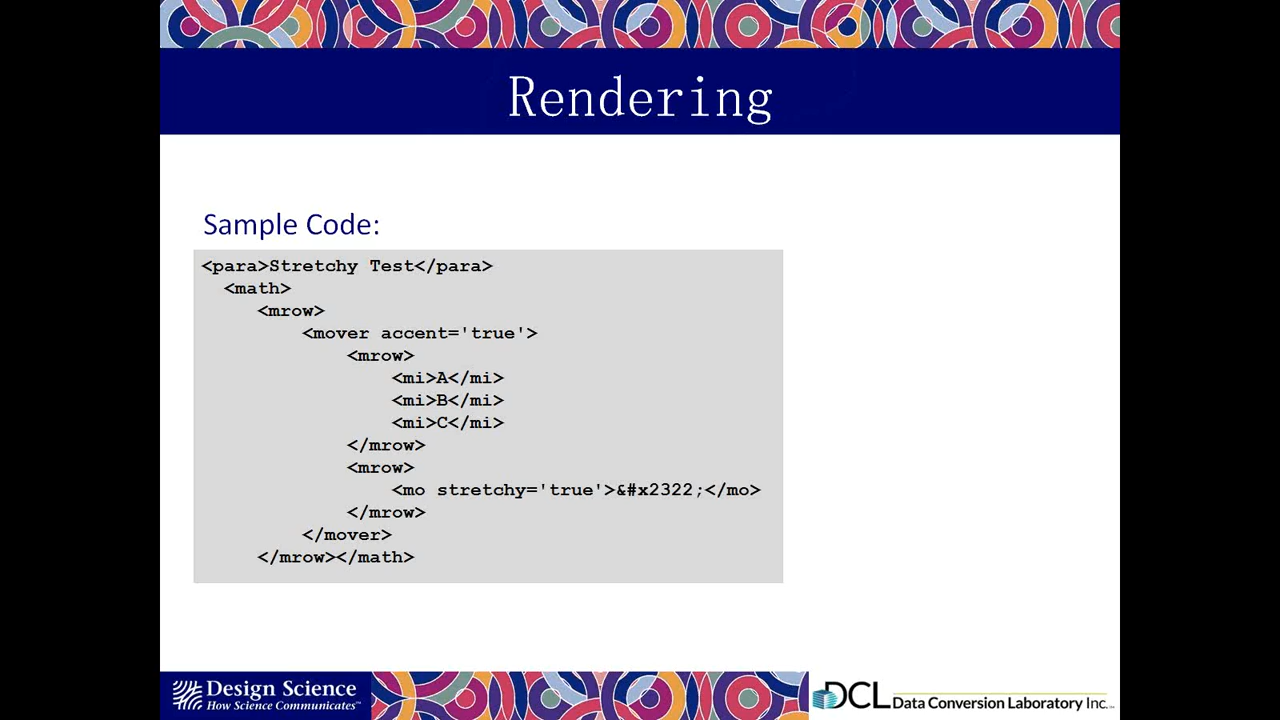 Rendering
Sample Code:
<para>Stretchy Test</para>
<math>
<mrow>
<mover accent='true'>
<mrow>
<mi>A</mi>
<mi>B</mi>
<mi>C</mi>
</mrow>
<mrow>
<mo stretchy='true'>&#x2322;</mo>
</mrow>
</mover>
</mrow></math>
Design Science
How Science Communicates™
DCL Data Conversion Laboratory Inc.